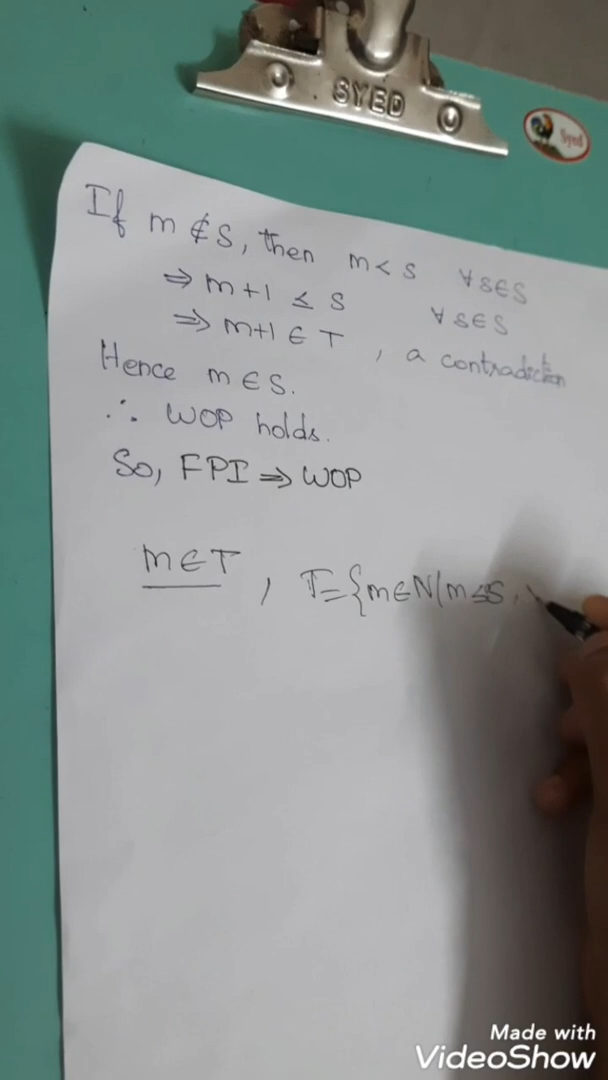 SYED
Syed
If m ∉ S, then m < s ∀ s ∈ S
⇒ m+1 ≤ s ∀ s ∈ S
⇒ m+1 ∈ T , a contradiction
Hence m ∈ S.
∴ WOP holds.
So, FPI ⇒ WOP
m ∈ T , T = {m ∈ N | m ≤ s ,
Made with
VideoShow